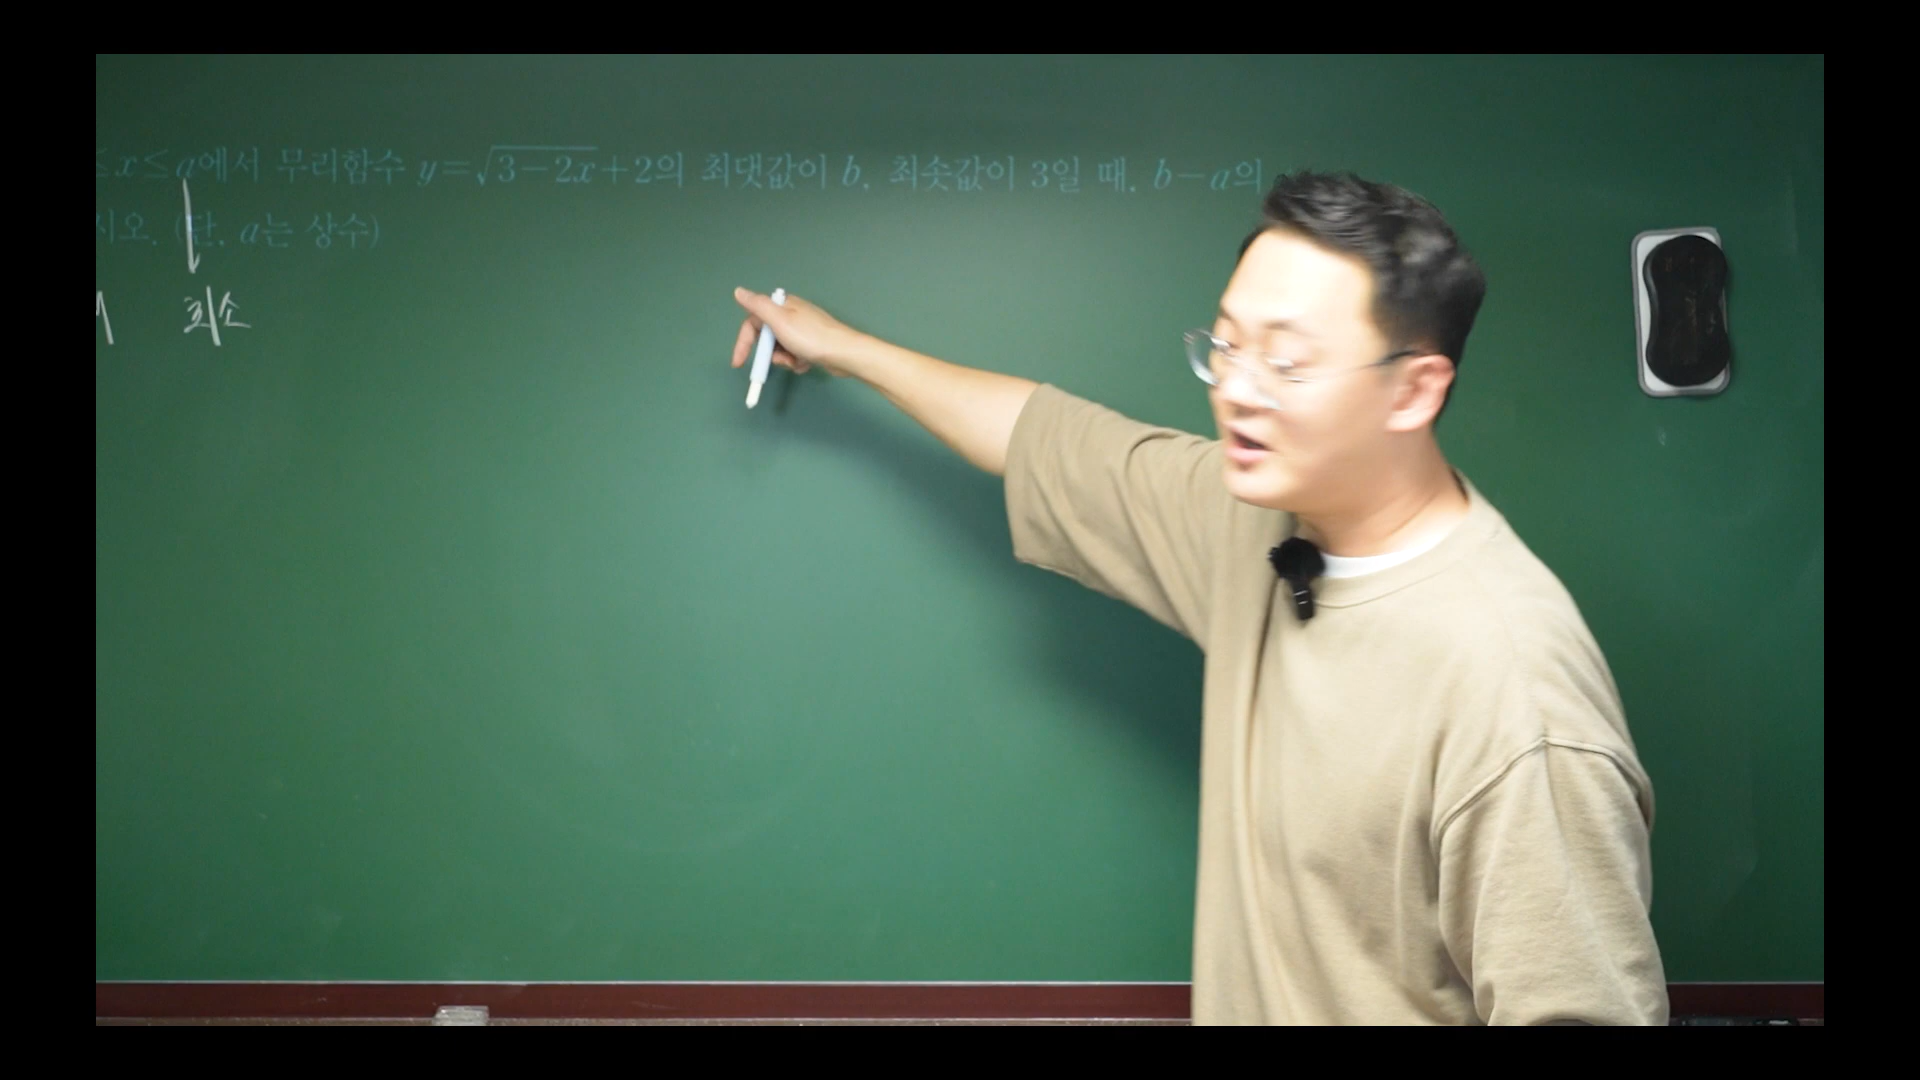 ≤x≤a에서 무리함수 y=√3-2x+2의 최댓값이 b, 최솟값이 3일 때, b-a의
시오. (단, a는 상수)
최소